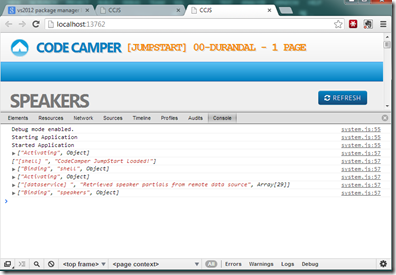 vs2012 package manager
CCJS
CCJS
localhost:13762
CODE CAMPER [JUMPSTART] 00-DURANDAL - 1 PAGE
SPEAKERS
REFRESH
Elements Resources Network Sources Timeline Profiles Audits Console
Debug mode enabled. system.js:55
Starting Application system.js:55
Started Application system.js:55
["Activating", Object] system.js:57
["[shell] ", "CodeCamper JumpStart Loaded!"] system.js:57
["Binding", "shell", Object] system.js:57
["Activating", Object] system.js:57
["[dataservice] ", "Retrieved speaker partials from remote data source", Array[29]] system.js:57
["Binding", "speakers", Object] system.js:57
<top frame> <page context> All Errors Warnings Logs Debug